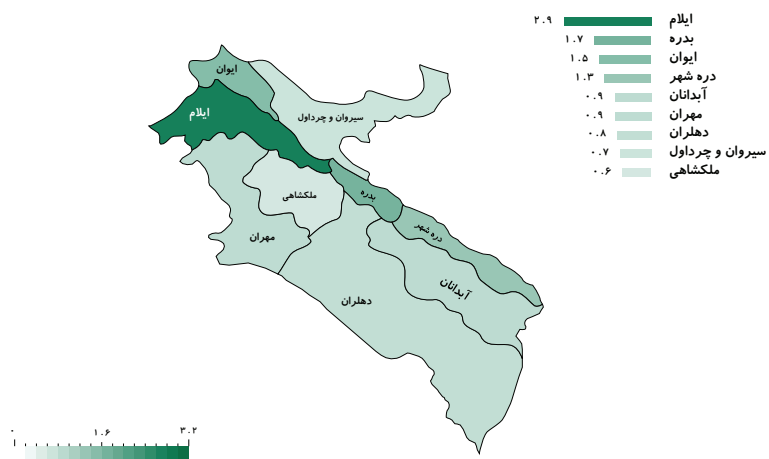 ایلام ۲.۹
بدره ۱.۷
ایوان ۱.۵
دره شهر ۱.۳
آبدانان ۰.۹
مهران ۰.۹
دهلران ۰.۸
سیروان و چرداول ۰.۷
ملکشاهی ۰.۶
ایوان
ایلام
سیروان و چرداول
ملکشاهی
بدره
دره شهر
مهران
آبدانان
دهلران
۰ ۱.۶ ۳.۲